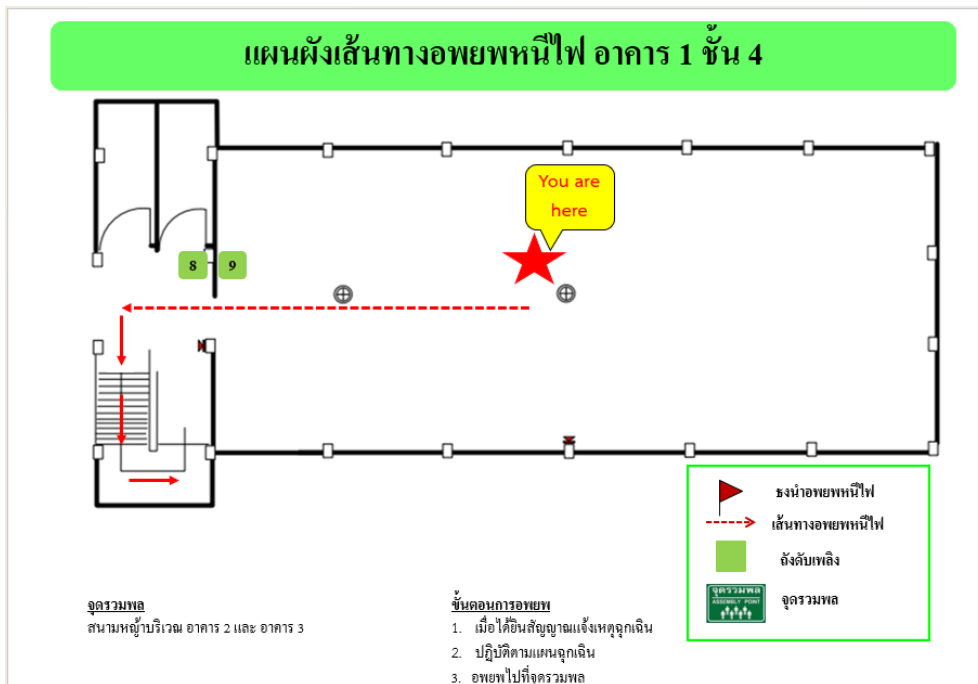 แผนผังเส้นทางอพยพหนีไฟ อาคาร 1 ชั้น 4
You are
here
8 9
ธงนำอพยพหนีไฟ
เส้นทางอพยพหนีไฟ
ถังดับเพลิง
จุดรวมพล
ASSEMBLY POINT
จุดรวมพล
จุดรวมพล
สนามหญ้าบริเวณ อาคาร 2 และ อาคาร 3
ขั้นตอนการอพยพ
1. เมื่อได้ยินสัญญาณแจ้งเหตุฉุกเฉิน
2. ปฏิบัติตามแผนฉุกเฉิน
3. อพยพไปที่จุดรวมพล